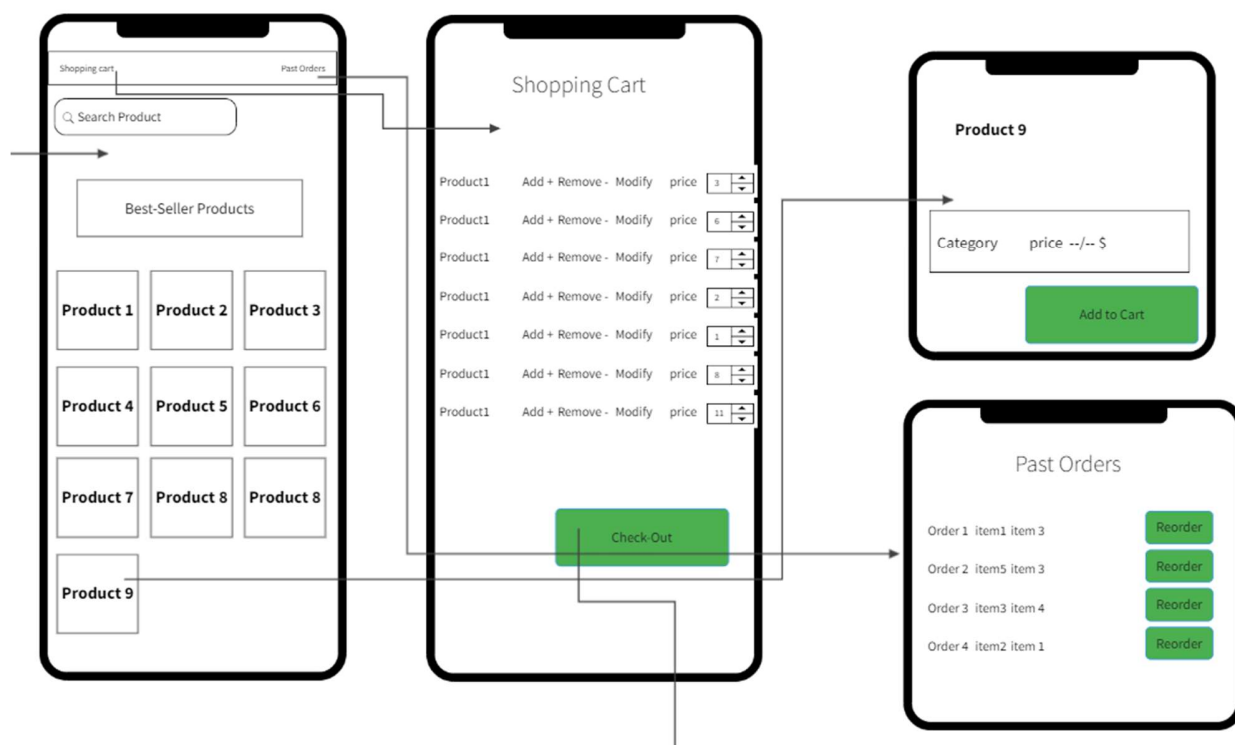 Shopping cart Past Orders
Search Product
Best-Seller Products
Product 1 Product 2 Product 3
Product 4 Product 5 Product 6
Product 7 Product 8 Product 8
Product 9
Shopping Cart
Product1 Add + Remove - Modify price 3
Product1 Add + Remove - Modify price 6
Product1 Add + Remove - Modify price 7
Product1 Add + Remove - Modify price 2
Product1 Add + Remove - Modify price 1
Product1 Add + Remove - Modify price 8
Product1 Add + Remove - Modify price 11
Check-Out
Product 9
Category price --/-- $
Add to Cart
Past Orders
Order 1 item1 item 3 Reorder
Order 2 item5 item 3 Reorder
Order 3 item3 item 4 Reorder
Order 4 item2 item 1 Reorder